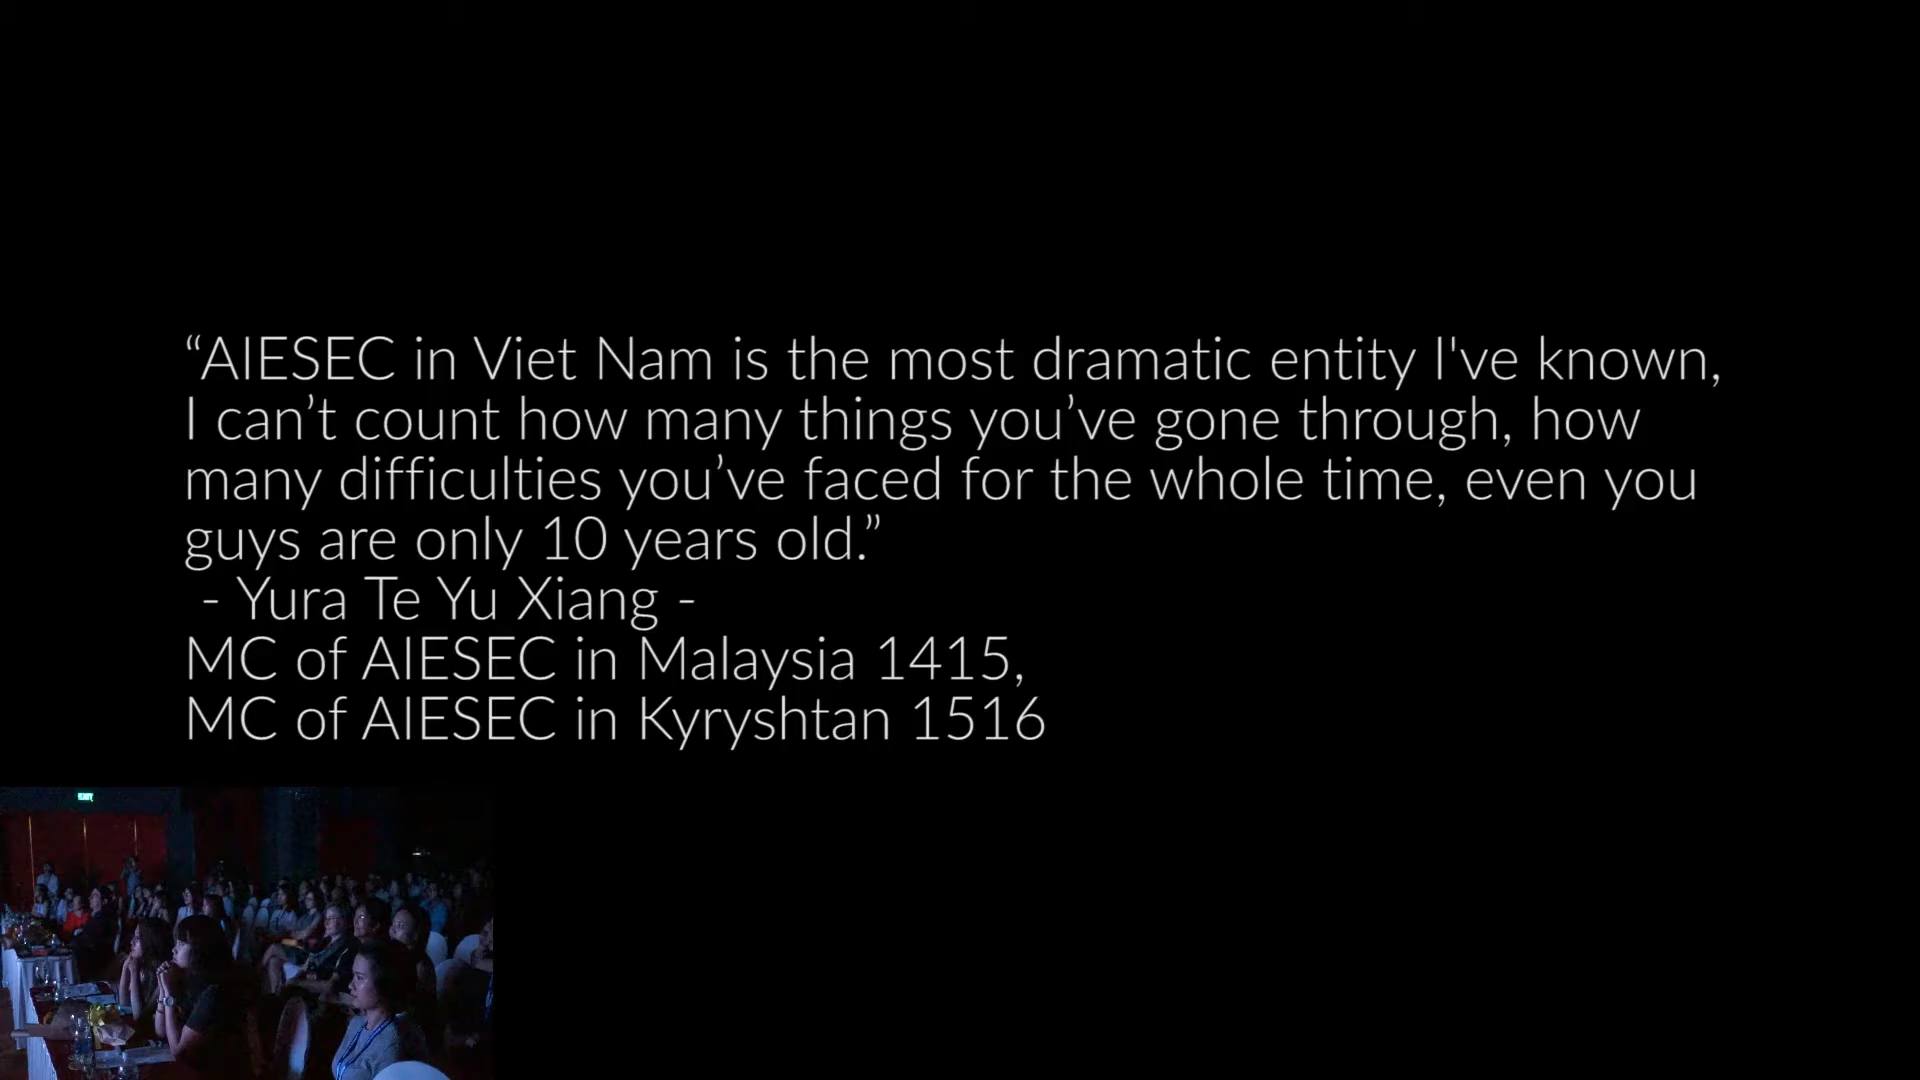 “AIESEC in Viet Nam is the most dramatic entity I've known,
I can’t count how many things you’ve gone through, how
many difficulties you’ve faced for the whole time, even you
guys are only 10 years old.”
- Yura Te Yu Xiang -
MC of AIESEC in Malaysia 1415,
MC of AIESEC in Kyryshtan 1516